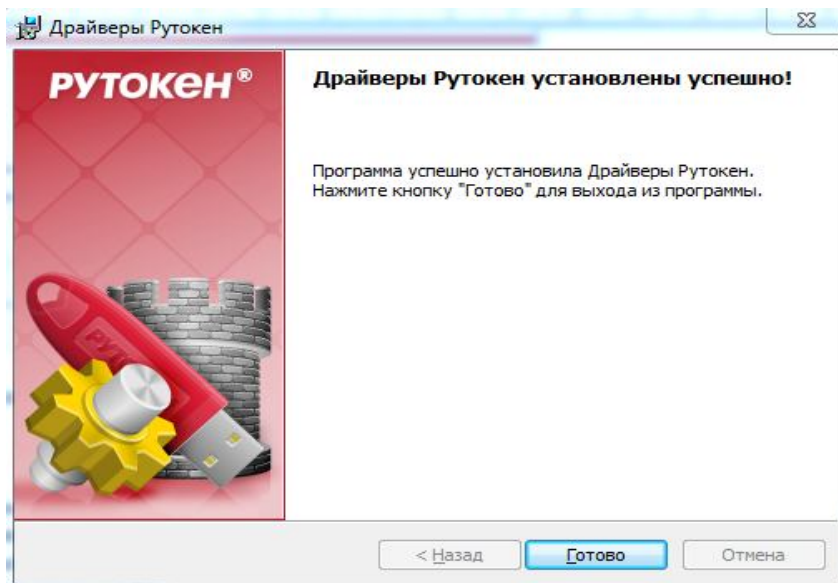 Драйверы Рутокен
РУТОКЕН®
Драйверы Рутокен установлены успешно!
Программа успешно установила Драйверы Рутокен.
Нажмите кнопку "Готово" для выхода из программы.
< Назад
Готово
Отмена